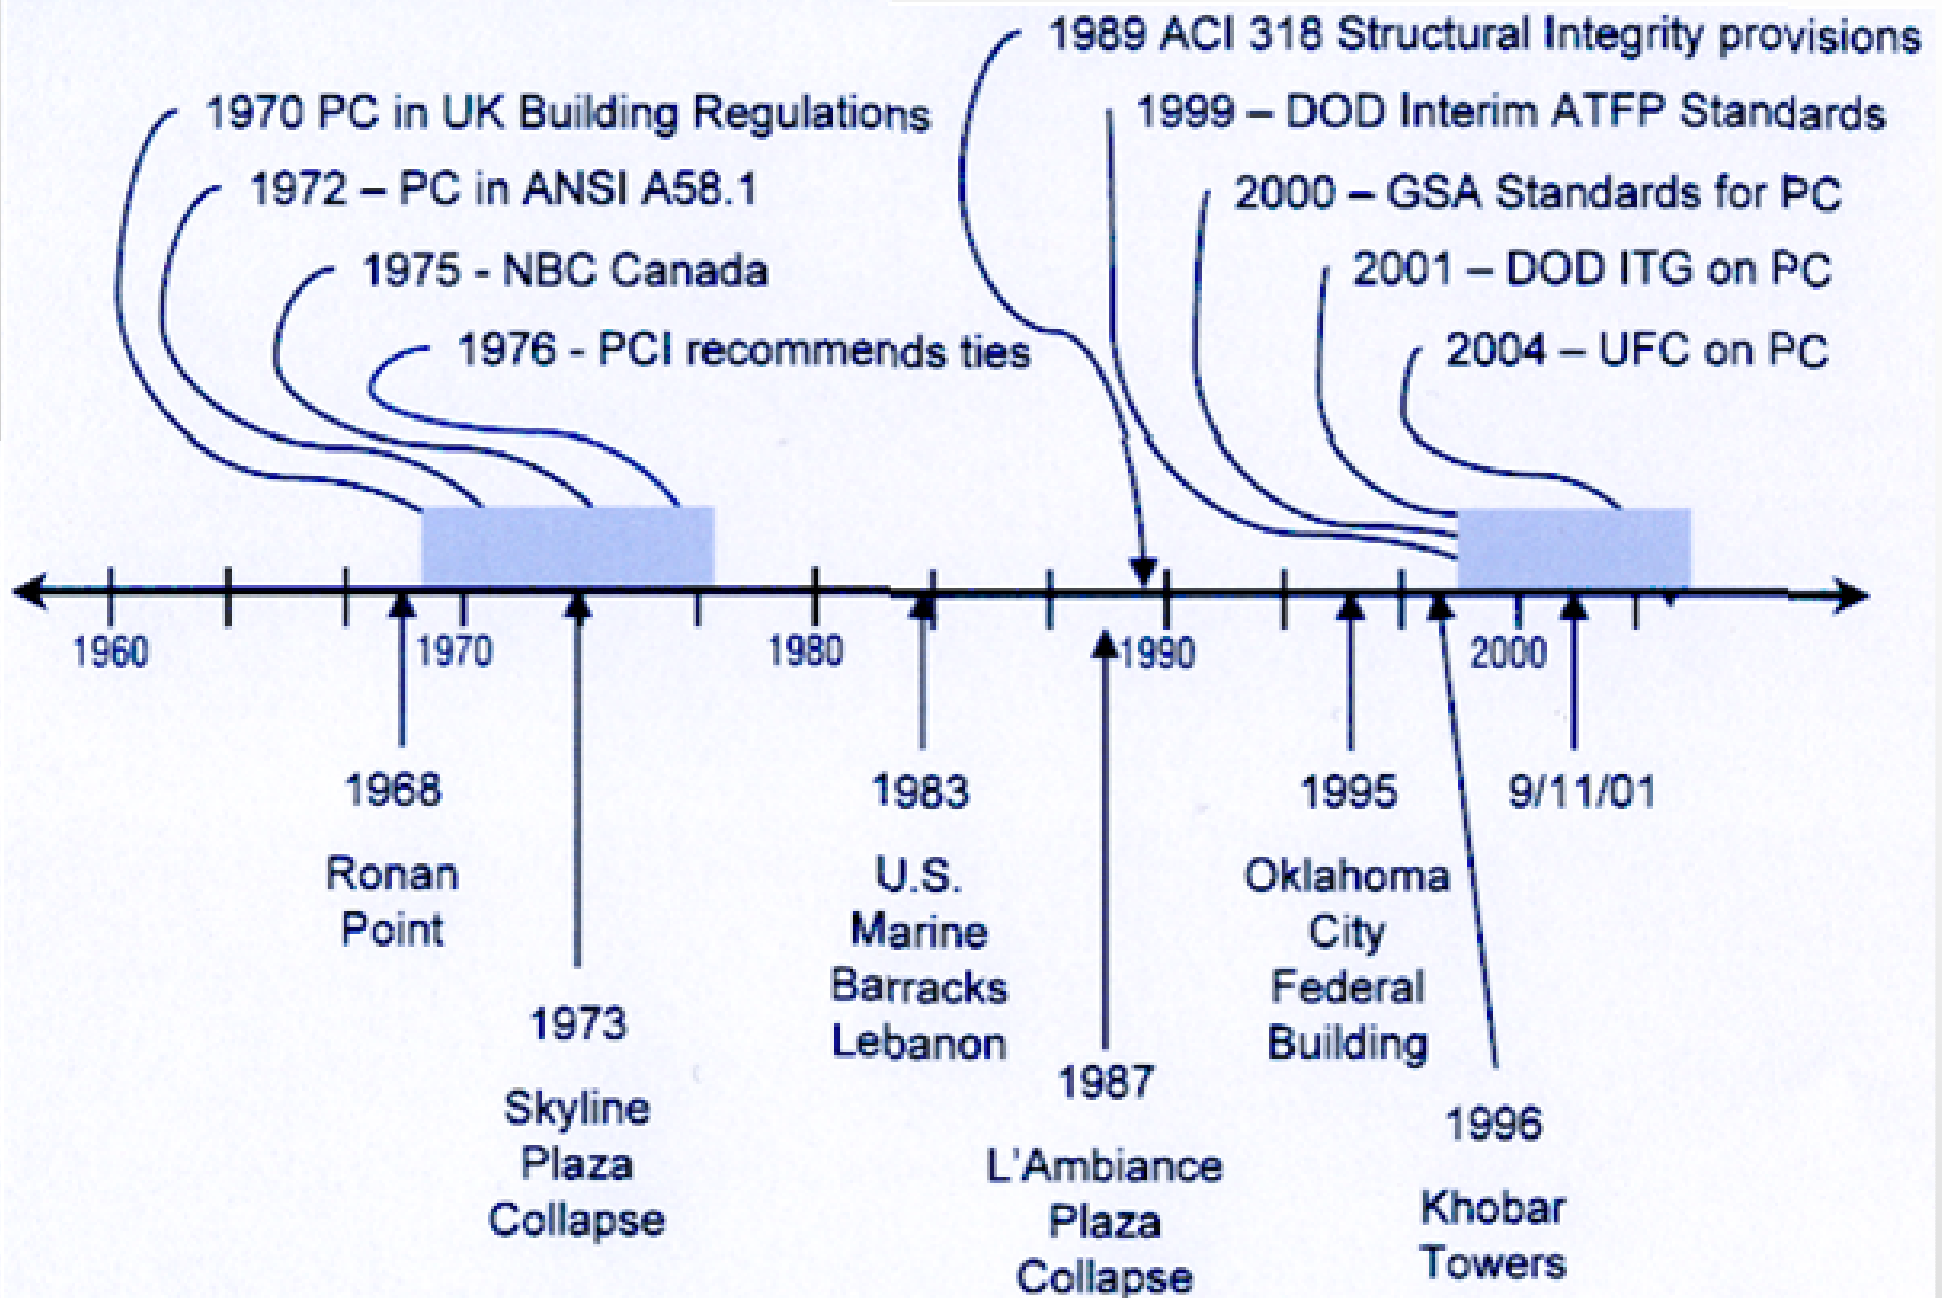 1989 ACI 318 Structural Integrity provisions
1970 PC in UK Building Regulations
1999 – DOD Interim ATFP Standards
1972 – PC in ANSI A58.1
2000 – GSA Standards for PC
1975 - NBC Canada
2001 – DOD ITG on PC
1976 - PCI recommends ties
2004 – UFC on PC
1960
1970
1980
1990
2000
1968
Ronan
Point
1973
Skyline
Plaza
Collapse
1983
U.S.
Marine
Barracks
Lebanon
1987
L'Ambiance
Plaza
Collapse
1995
Oklahoma
City
Federal
Building
1996
Khobar
Towers
9/11/01